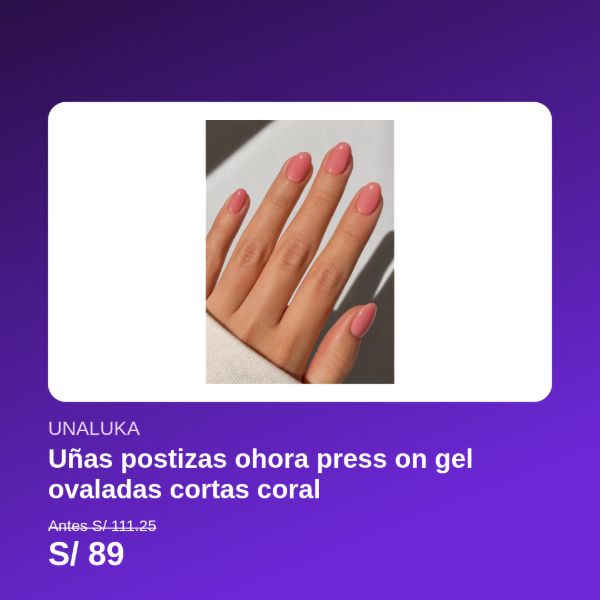 UNALUKA
Uñas postizas ohora press on gel
ovaladas cortas coral
Antes S/ 111.25
S/ 89